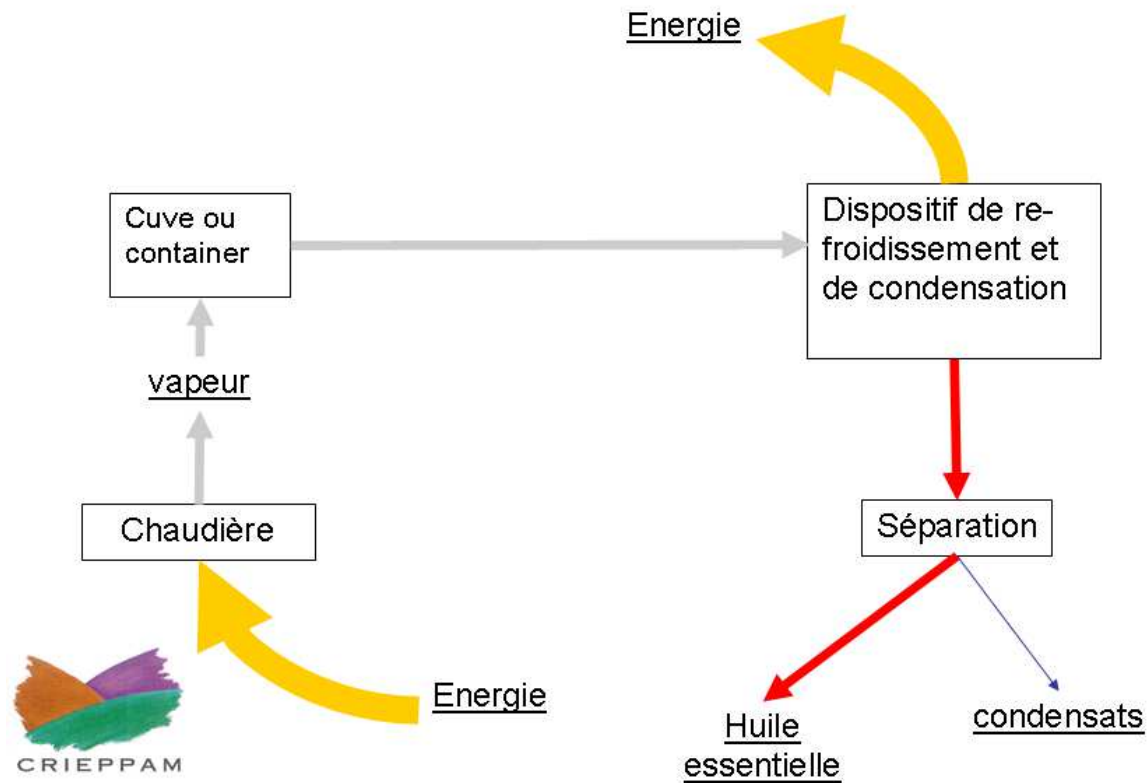 Energie
Cuve ou
container
Dispositif de re-
froidissement et
de condensation
vapeur
Chaudière
Séparation
Energie
Huile
essentielle
condensats
CRIEPPAM